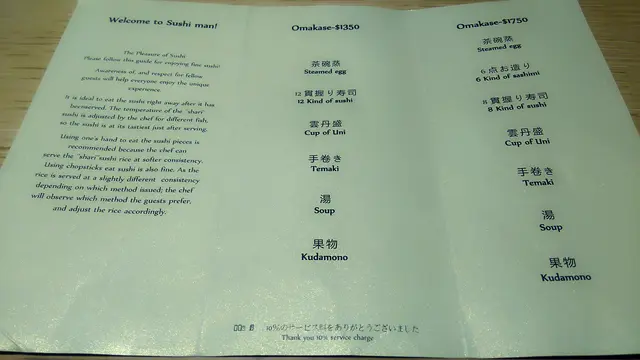 Welcome to Sushi man!
The Pleasure of Sushi
Please follow this guide for enjoying fine sushi!
Awareness of, and respect for fellow
guests will help everyone enjoy the unique
experience.
It is ideal to eat the sushi right away after it has
beenserved. The temperature of the "shari"
sushi is adjusted by the chef for different fish,
so the sushi is at its tastiest just after serving.
Using one's hand to eat the sushi pieces is
recommended because the chef can
serve the "shari"sushi rice at softer consistency.
Using chopsticks eat sushi is also fine. As the
rice is served at a slightly different consistency
depending on which method issued; the chef
will observe which method the guests prefer,
and adjust the rice accordingly.
Omakase-$1350
茶碗蒸
Steamed egg
12 貫握り寿司
12 Kind of sushi
雲丹盛
Cup of Uni
手卷き
Temaki
湯
Soup
果物
Kudamono
Omakase-$1750
茶碗蒸
Steamed egg
6点お造り
6 Kind of sashimi
8 貫握り寿司
8 Kind of sushi
雲丹盛
Cup of Uni
手卷き
Temaki
湯
Soup
果物
Kudamono
10%のサービス料をありがとうございました
Thank you 10% service charge